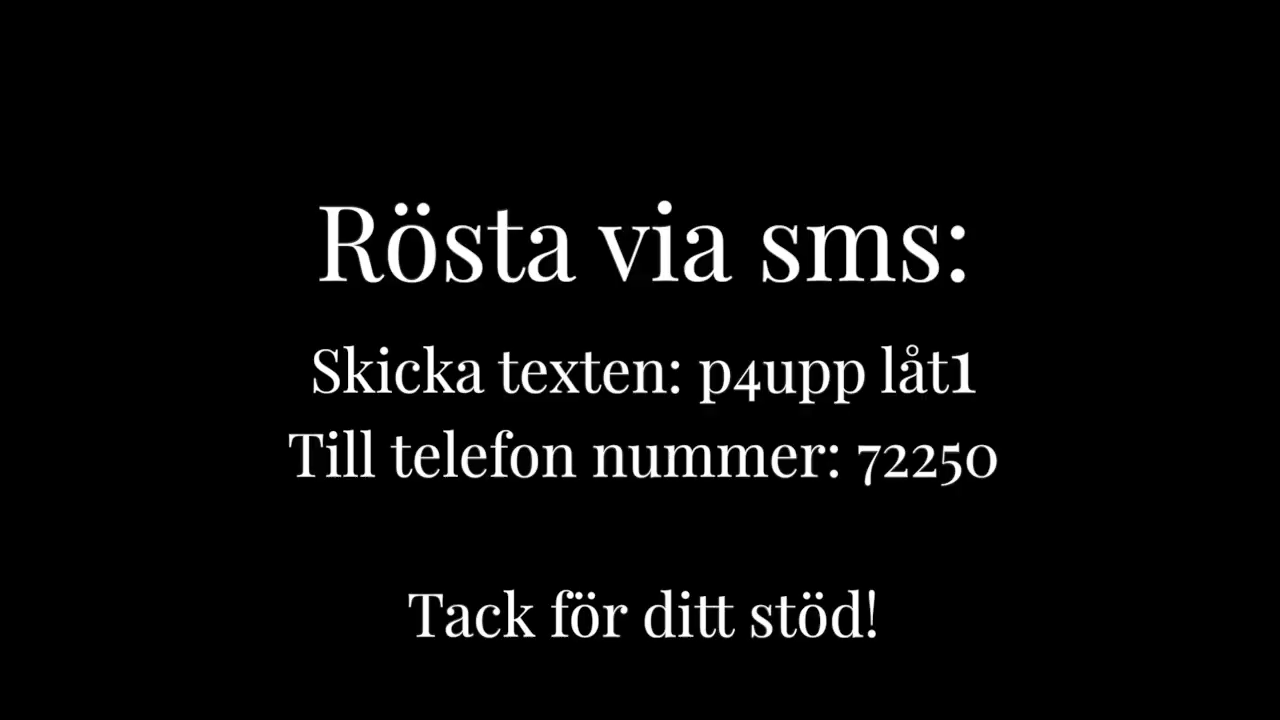 Rösta via sms:
Skicka texten: p4upp låt1
Till telefon nummer: 72250
Tack för ditt stöd!